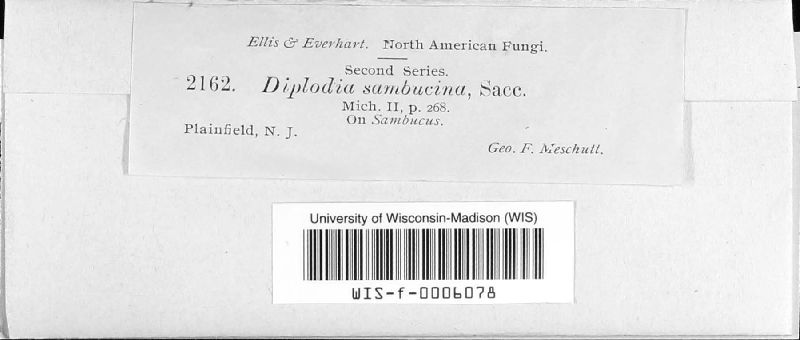 Ellis & Everhart. North American Fungi.
Second Series.
2162. Diplodia sambucina, Sacc.
Mich. II, p. 268.
On Sambucus.
Plainfield, N. J.
Geo. F. Meschutt.
University of Wisconsin-Madison (WIS)
WIS-f-0006078